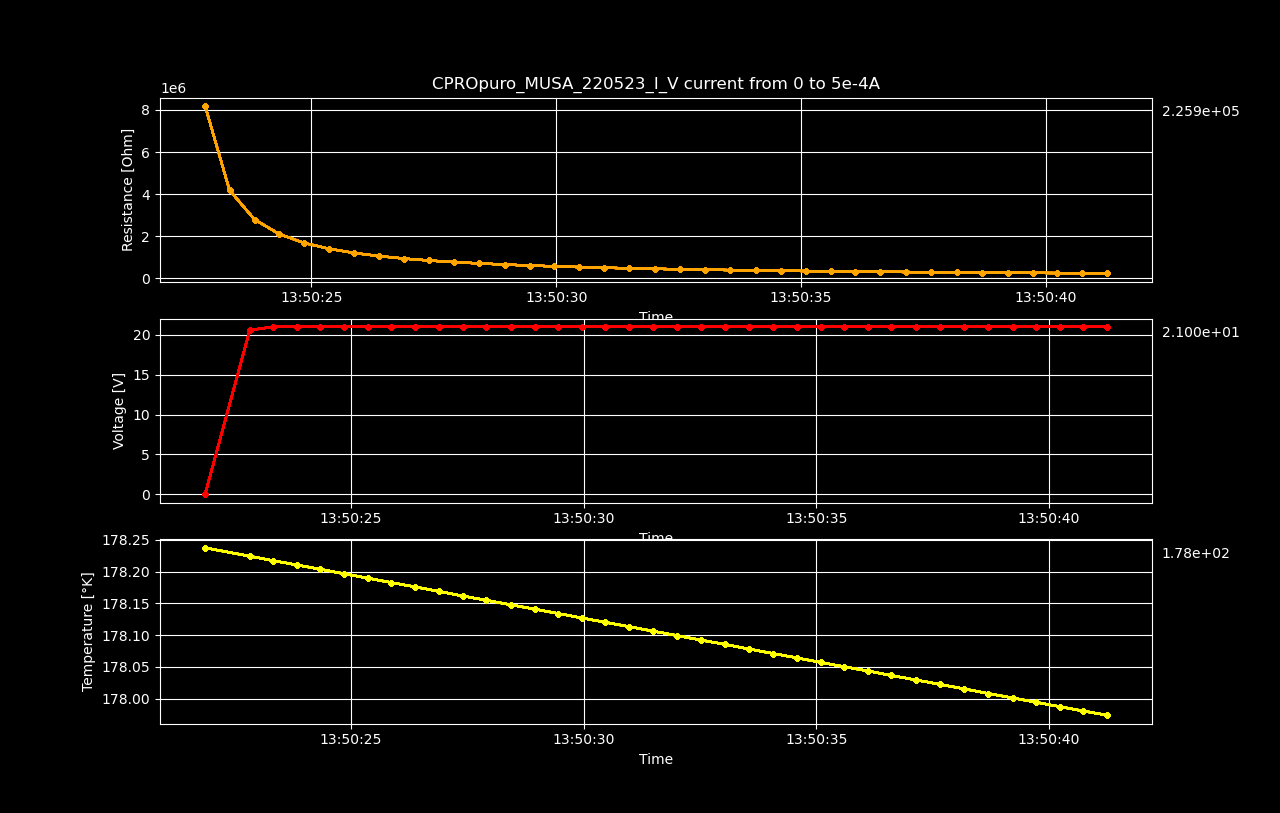 CPROpuro_MUSA_220523_I_V current from 0 to 5e-4A
1e6
8
6
4
2
0
Resistance [Ohm]
2.259e+05
13:50:25 13:50:30 13:50:35 13:50:40
Time
20
15
10
5
0
Voltage [V]
2.100e+01
13:50:25 13:50:30 13:50:35 13:50:40
Time
178.25
178.20
178.15
178.10
178.05
178.00
Temperature [°K]
1.78e+02
13:50:25 13:50:30 13:50:35 13:50:40
Time